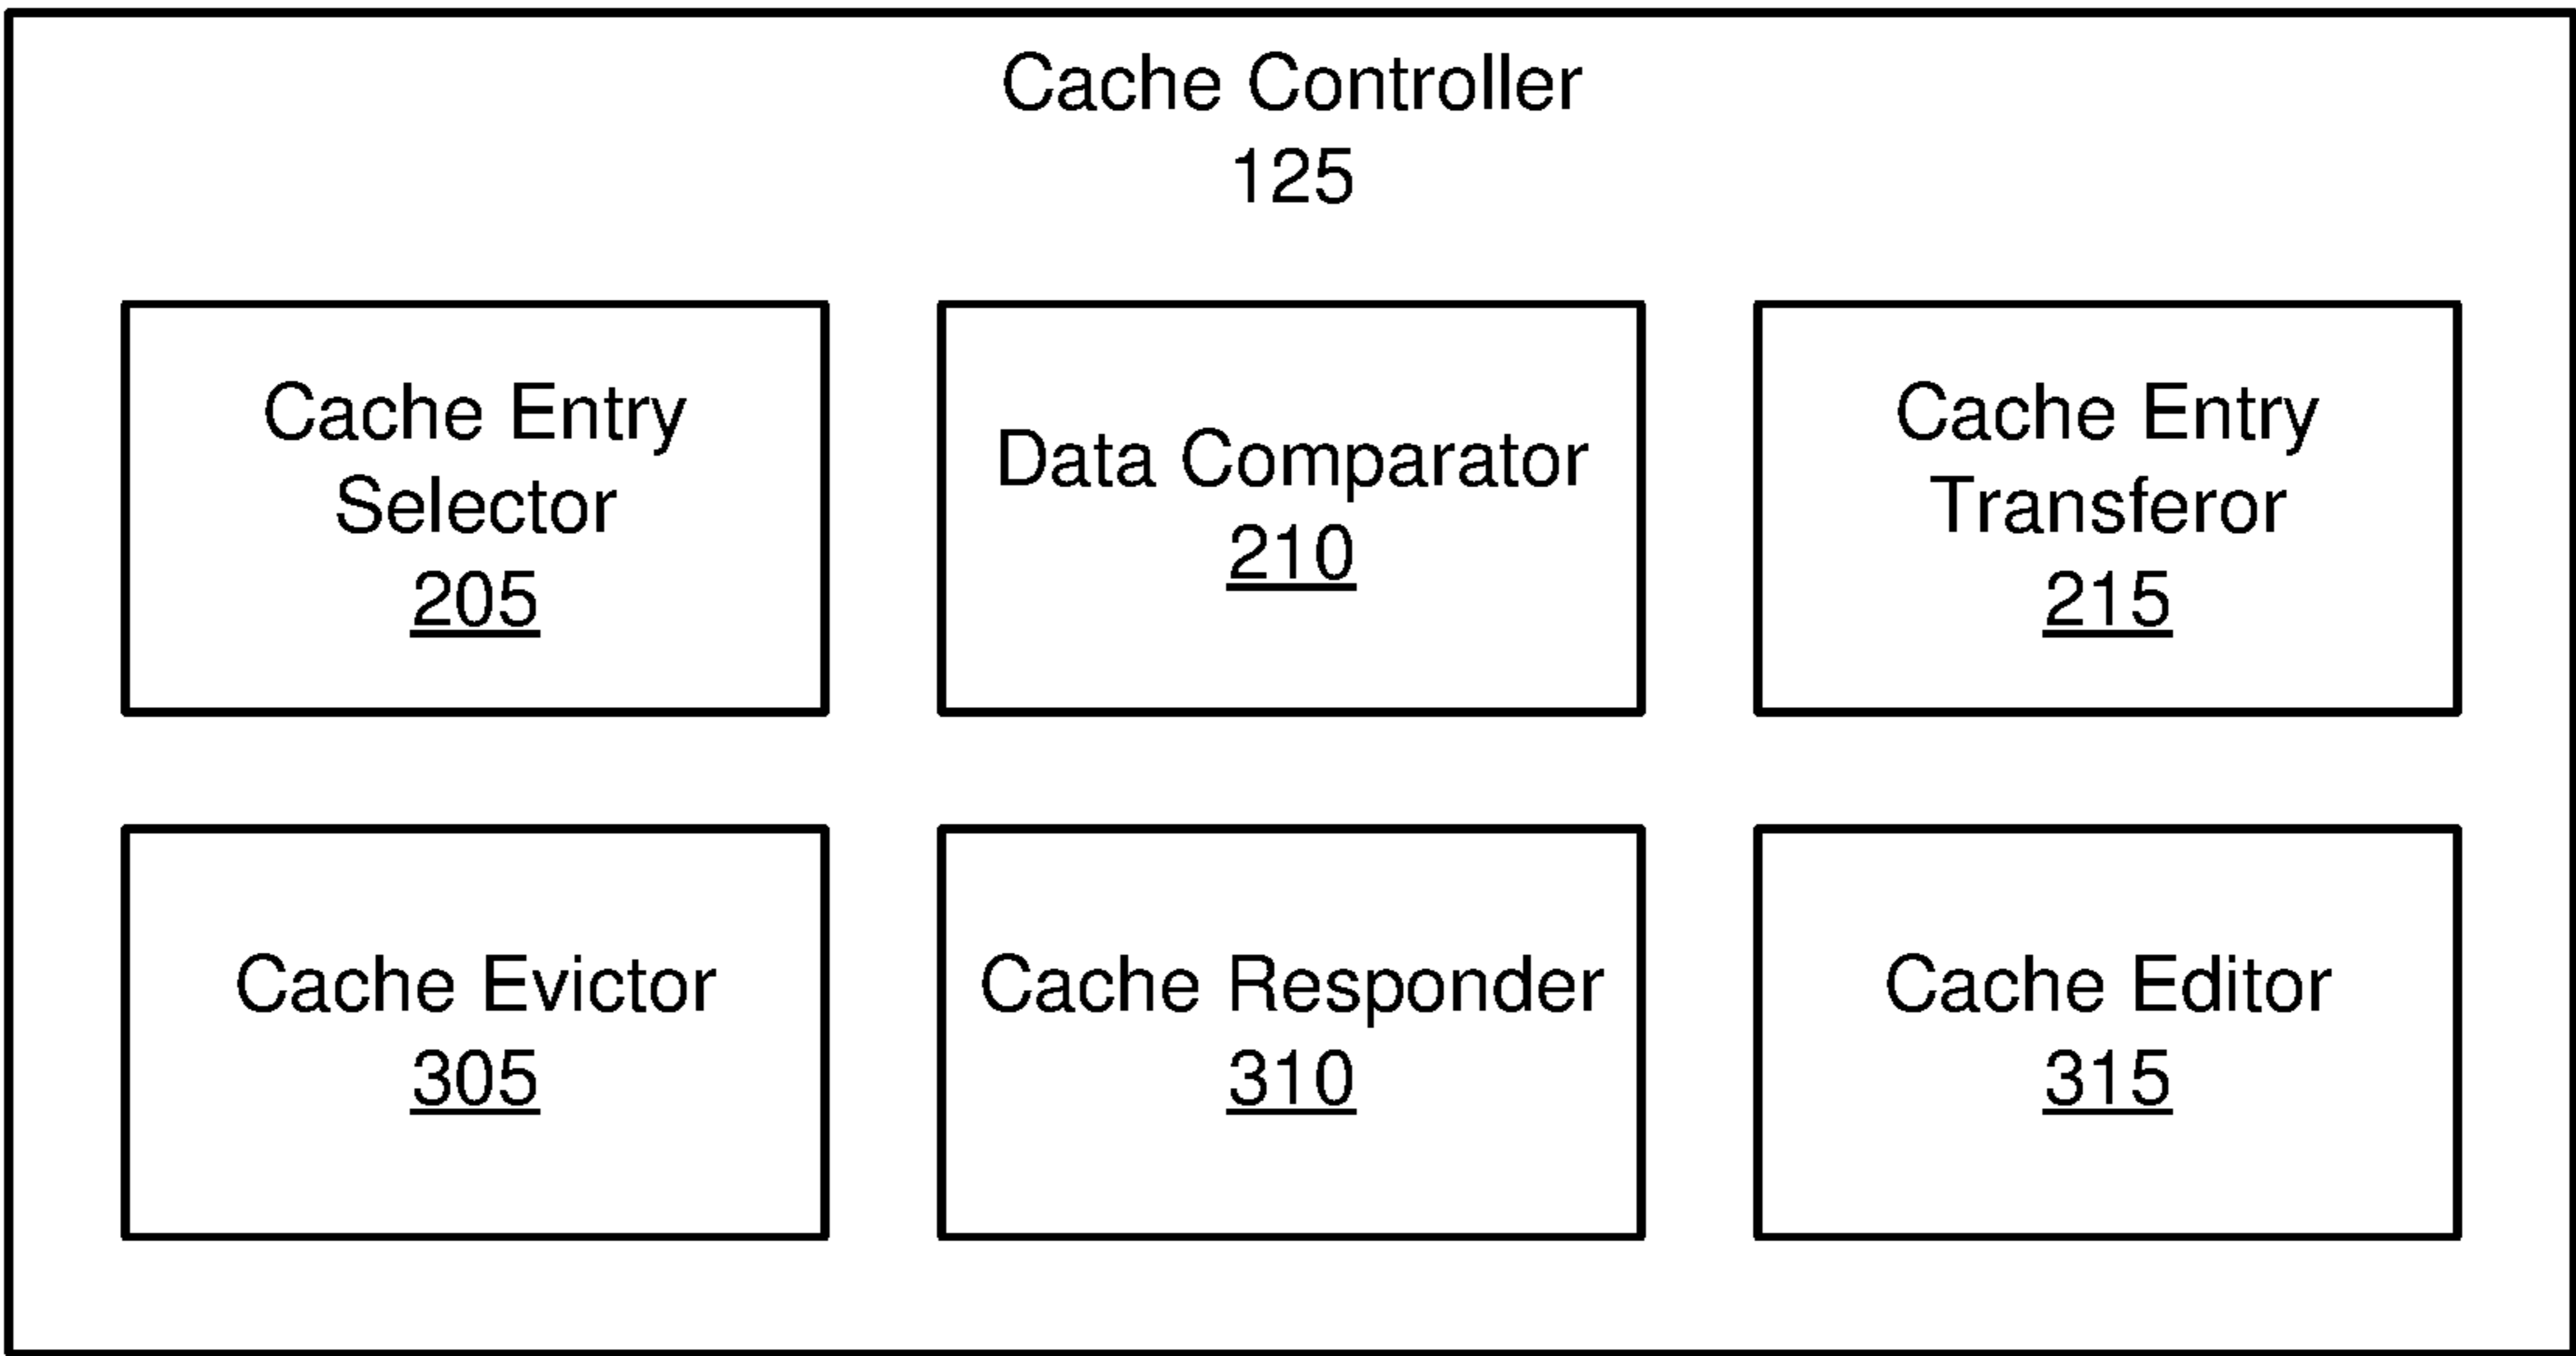 Cache Controller
125
Cache Entry
Selector
205
Data Comparator
210
Cache Entry
Transferor
215
Cache Evictor
305
Cache Responder
310
Cache Editor
315